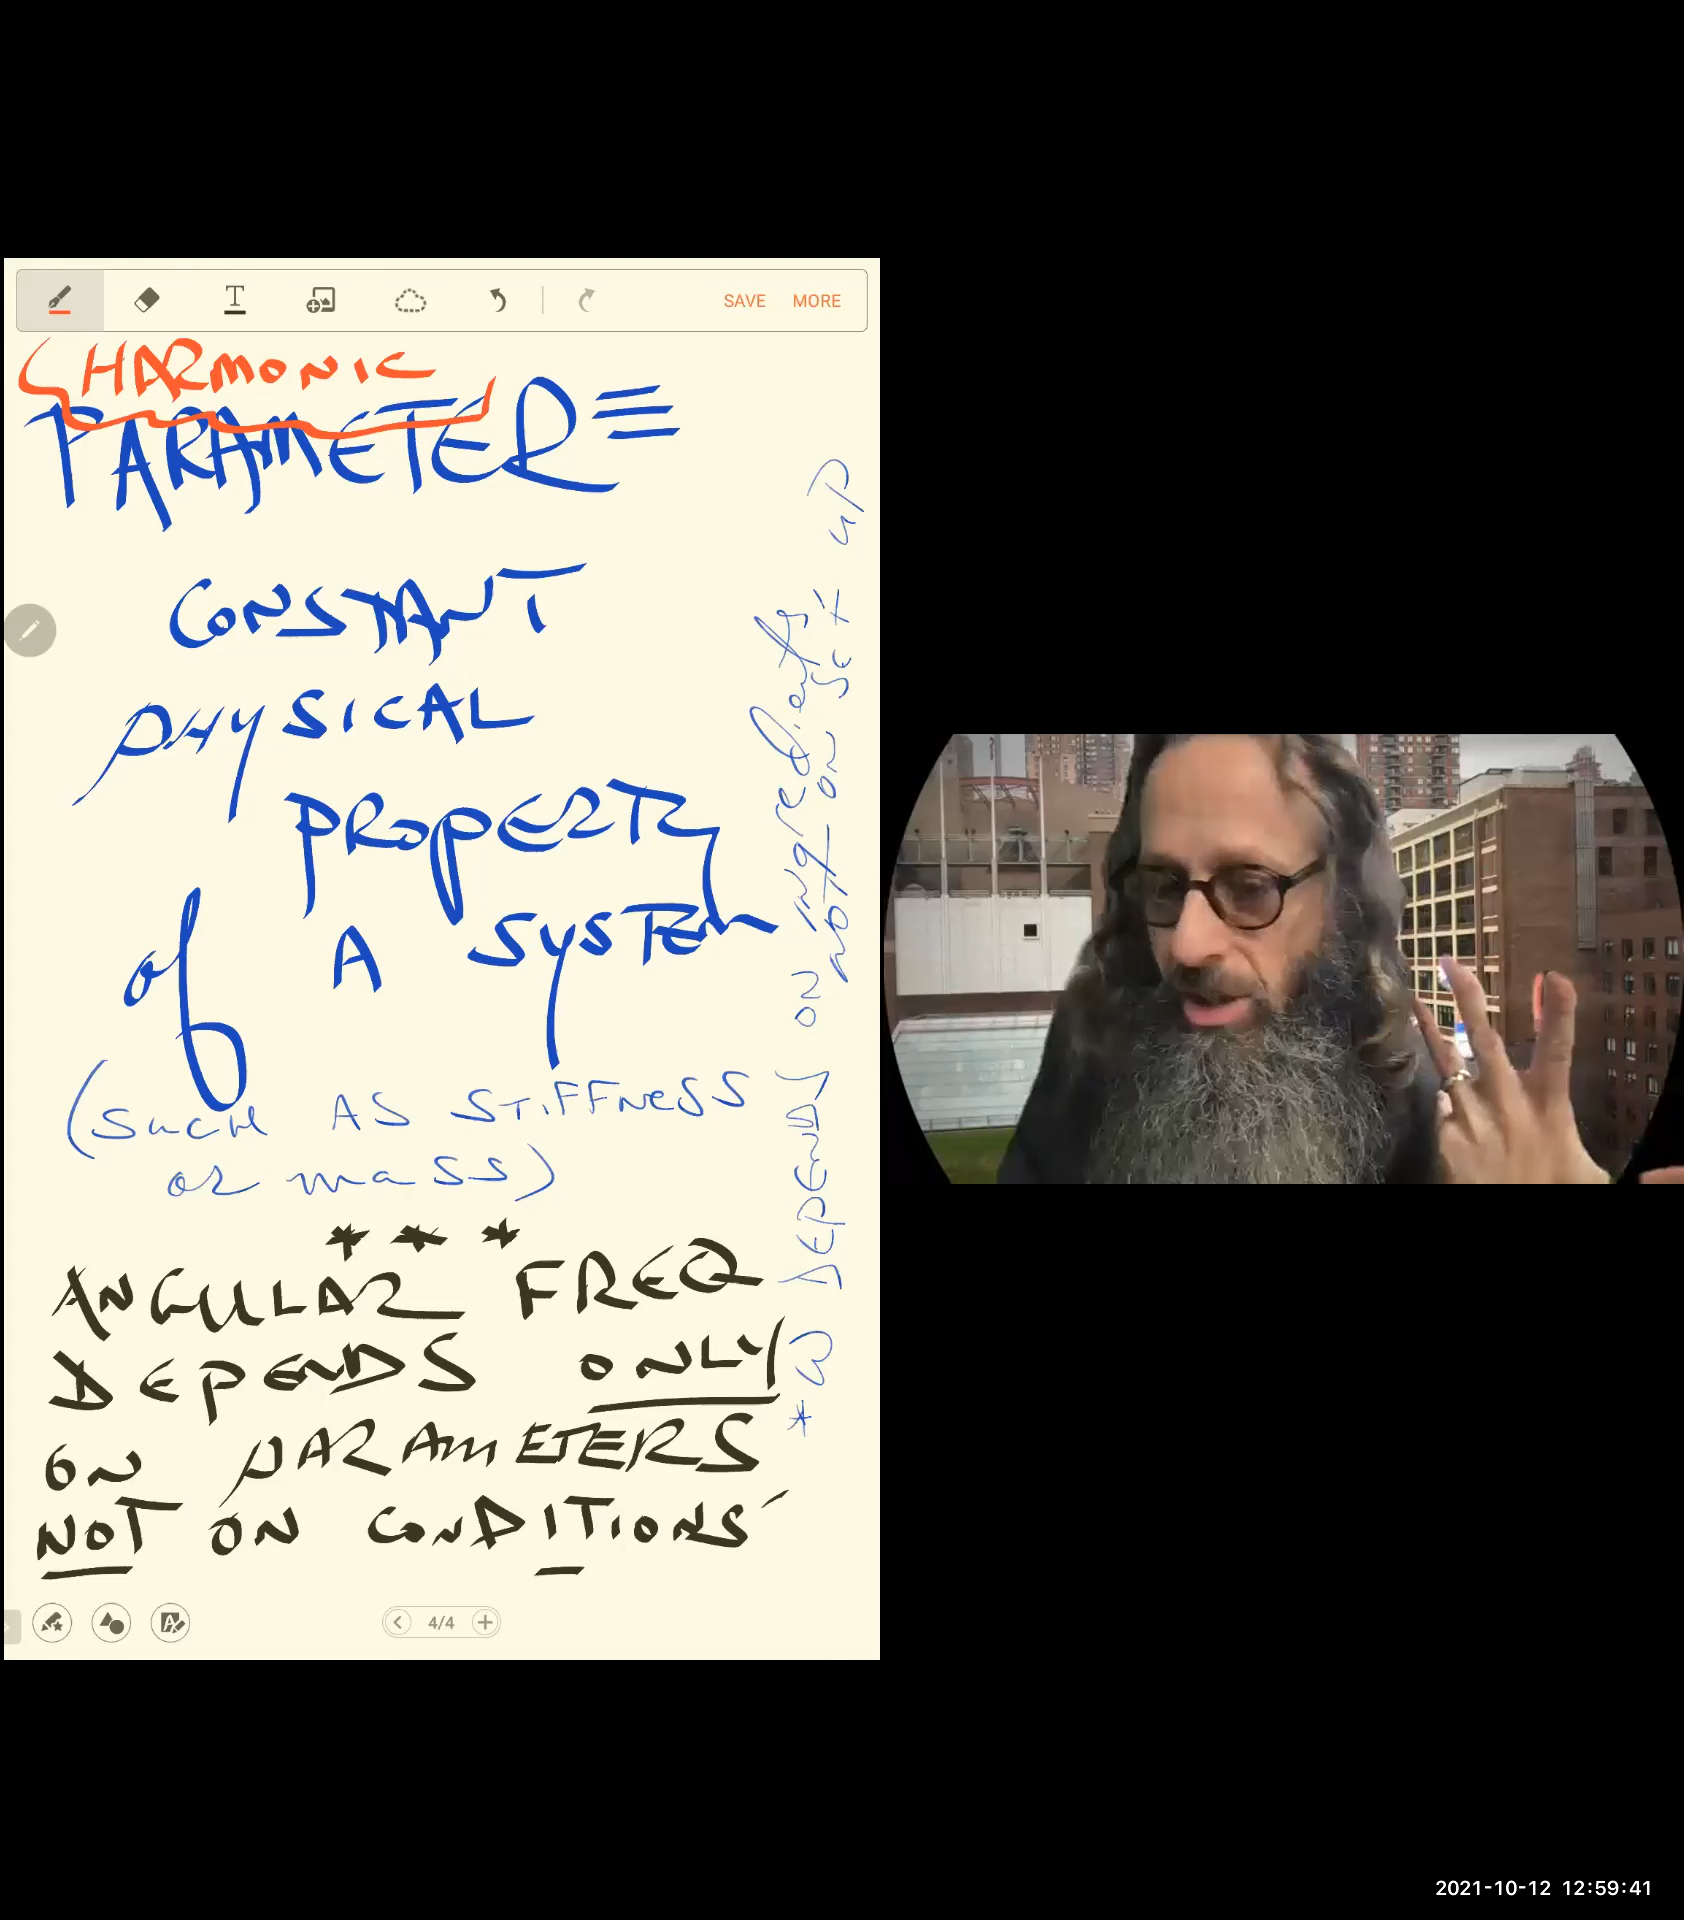 T
SAVE
MORE
HARMONIC
PARAMETER ≡
CONSTANT
PHYSICAL
PROPERTY
of A SYSTEM
(SUCH AS STIFFNESS
OR MASS)
* * *
ANGULAR FREQ
DEPENDS ONLY
ON PARAMETERS
NOT ON CONDITIONS
* ω DEPENDS ON ingredients
NOT ON SET UP
A
4/4
2021-10-12 12:59:41